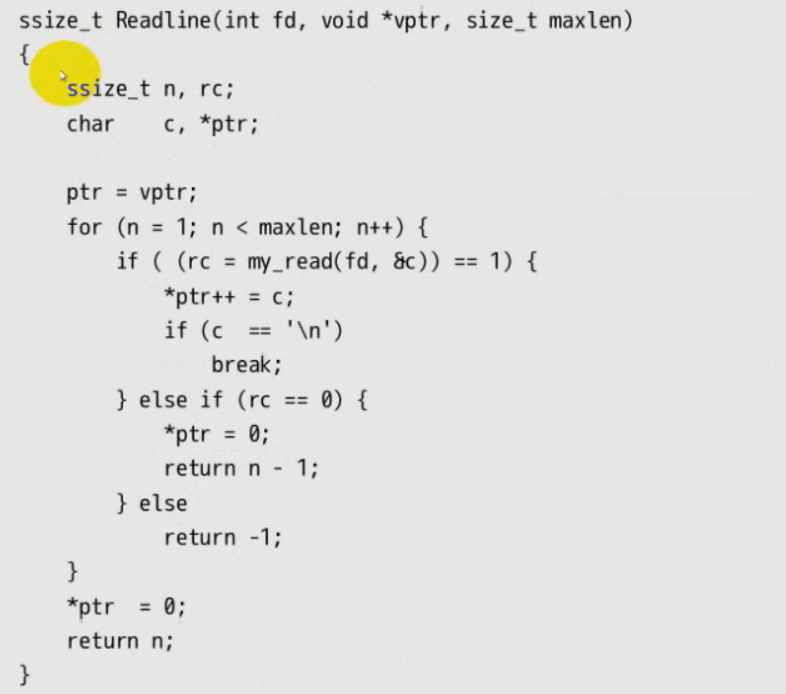 ssize_t Readline(int fd, void *vptr, size_t maxlen)
{
    ssize_t n, rc;
    char    c, *ptr;

    ptr = vptr;
    for (n = 1; n < maxlen; n++) {
        if ( (rc = my_read(fd, &c)) == 1) {
            *ptr++ = c;
            if (c  == '\n')
                break;
        } else if (rc == 0) {
            *ptr = 0;
            return n - 1;
        } else
            return -1;
    }
    *ptr  = 0;
    return n;
}